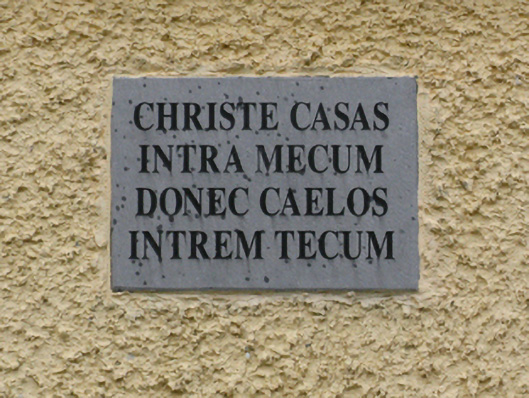 CHRISTE CASAS
INTRA MECUM
DONEC CAELOS
INTREM TECUM